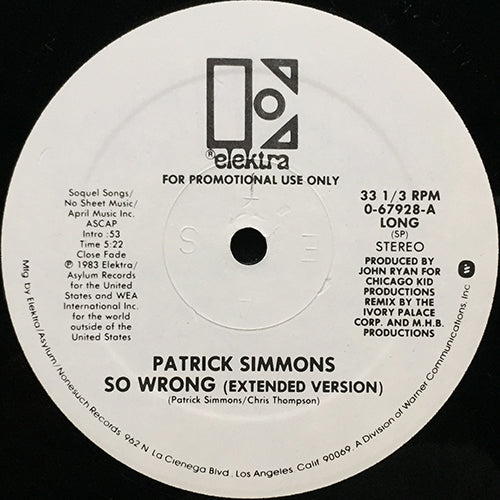 ® elektra
FOR PROMOTIONAL USE ONLY
Soquel Songs/
No Sheet Music/
April Music Inc.
ASCAP
Intro : 53
Time 5:22
Close Fade
Ⓟ 1983 Elektra/
Asylum Records
for the United
States and WEA
International Inc.
for the world
outside of the
United States
33 1/3 RPM
0-67928-A
LONG
(SP)
STEREO
PRODUCED BY
JOHN RYAN FOR
CHICAGO KID
PRODUCTIONS
REMIX BY THE
IVORY PALACE
CORP. AND M.H.B.
PRODUCTIONS
S E
PATRICK SIMMONS
SO WRONG (EXTENDED VERSION)
(Patrick Simmons/Chris Thompson)
Mfg. by Elektra/Asylum/Nonesuch Records. 962 N. La Cienega Blvd., Los Angeles, Calif. 90069. A Division of Warner Communications, Inc.